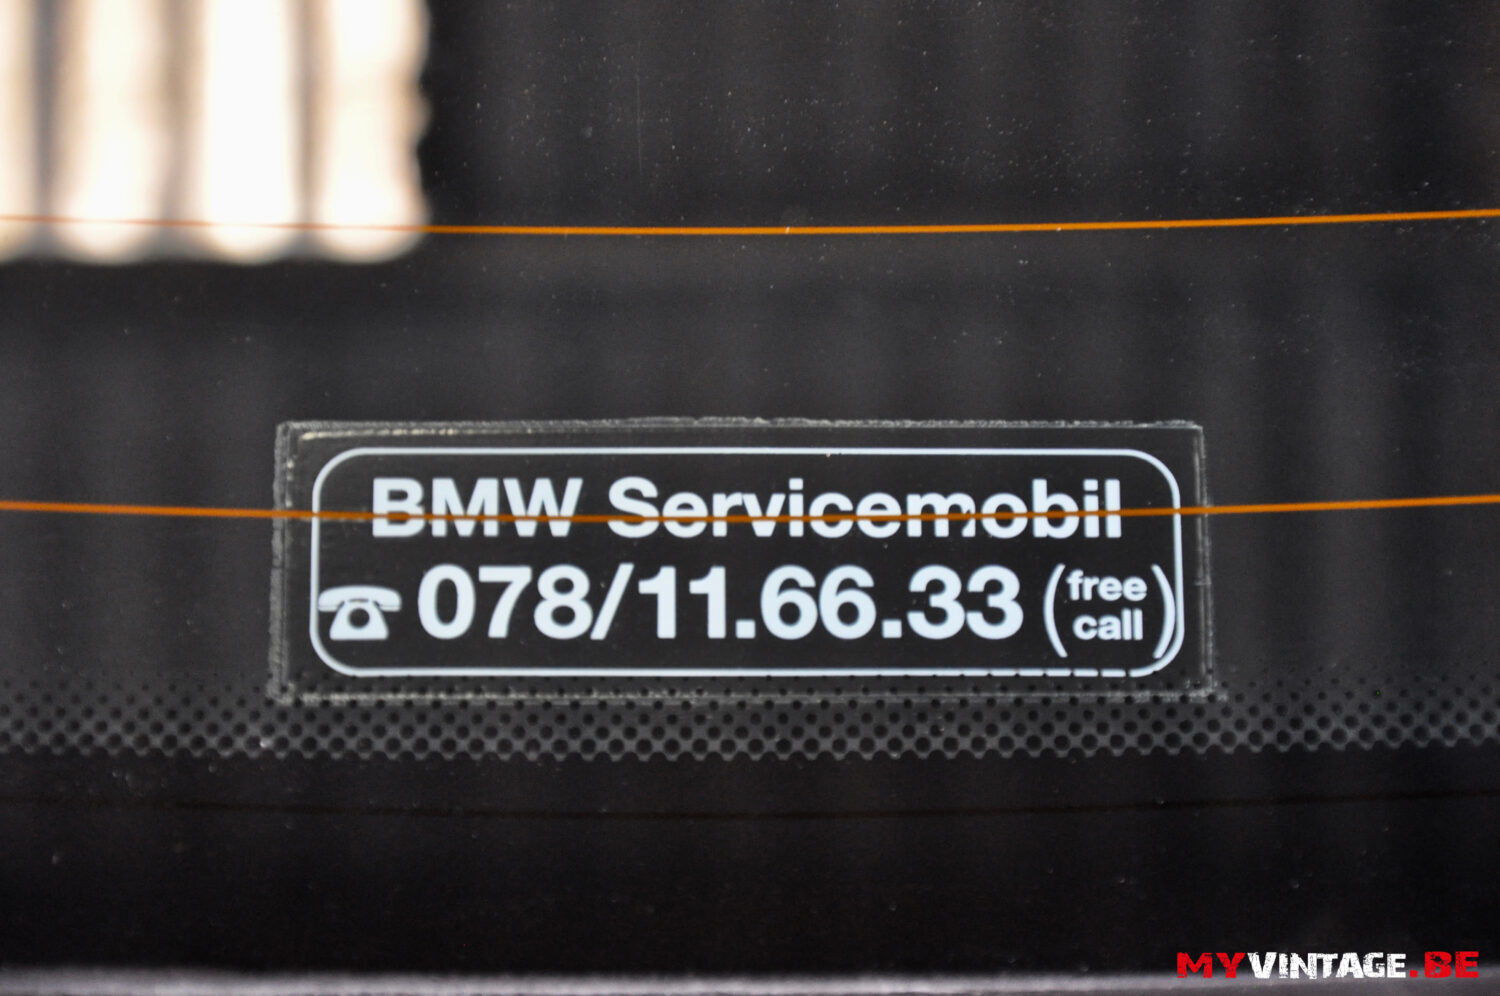 BMW Servicemobil
078/11.66.33 (free call)
MYVINTAGE.BE